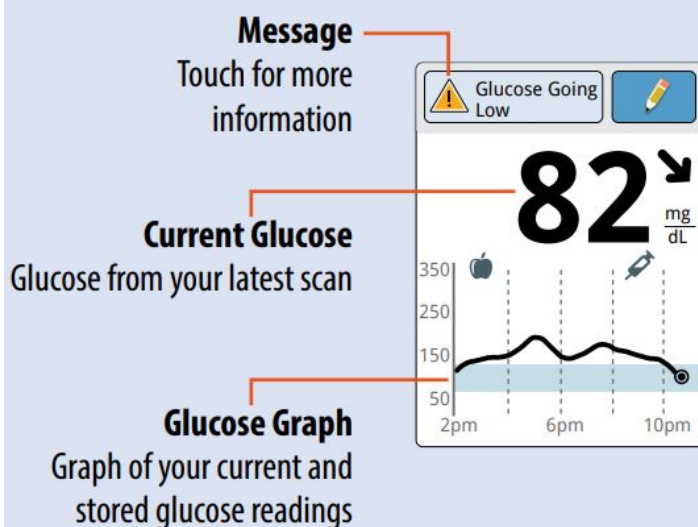 Message
Touch for more
information
Current Glucose
Glucose from your latest scan
Glucose Graph
Graph of your current and
stored glucose readings
Glucose Going
Low
82
mg
dL
350
250
150
50
2pm
6pm
10pm